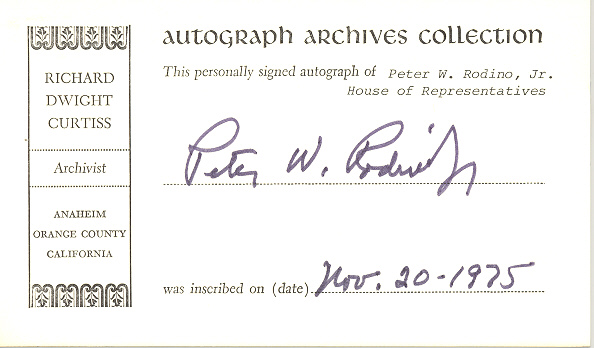 RICHARD
DWIGHT
CURTISS
Archivist
ANAHEIM
ORANGE COUNTY
CALIFORNIA
AUTOGRAPH ARCHIVES COLLECTION
This personally signed autograph of Peter W. Rodino, Jr.
House of Representatives
Peter W. Rodino Jr
was inscribed on (date) Nov. 20-1975